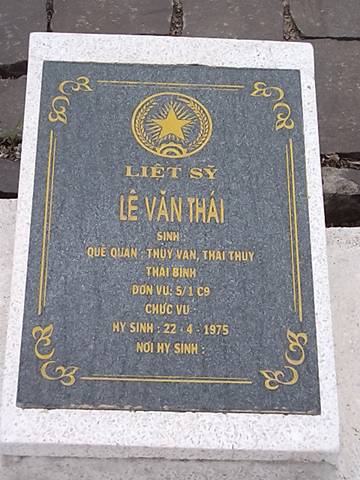 LIỆT SỸ
LÊ VĂN THÁI
SINH
QUÊ QUÁN : THỤY VÂN, THÁI THỤY
THÁI BÌNH
ĐƠN VỊ: 5/1 C9
CHỨC VỤ -
HY SINH : 22 - 4 - 1975
NƠI HY SINH :